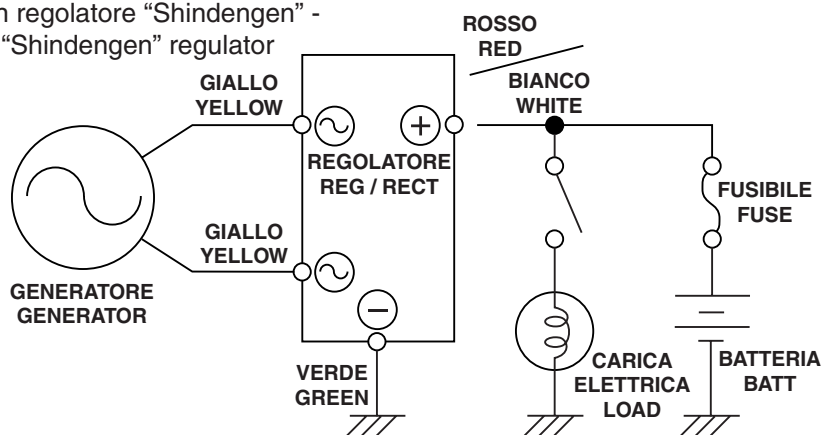 regolatore “Shindengen” -
“Shindengen” regulator
ROSSO
RED
BIANCO
WHITE
GIALLO
YELLOW
REGOLATORE
REG / RECT
FUSIBILE
FUSE
GIALLO
YELLOW
GENERATORE
GENERATOR
VERDE
GREEN
CARICA
ELETTRICA
LOAD
BATTERIA
BATT